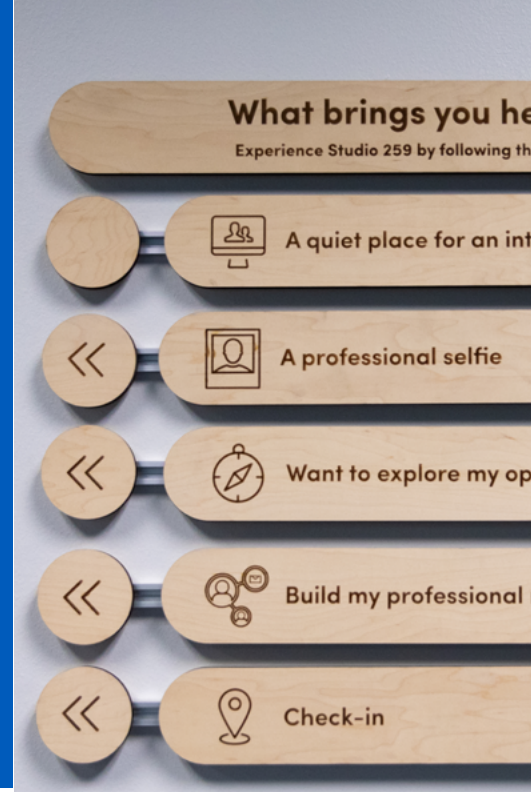 What brings you he
Experience Studio 259 by following th
A quiet place for an int
A professional selfie
Want to explore my op
Build my professional
Check-in